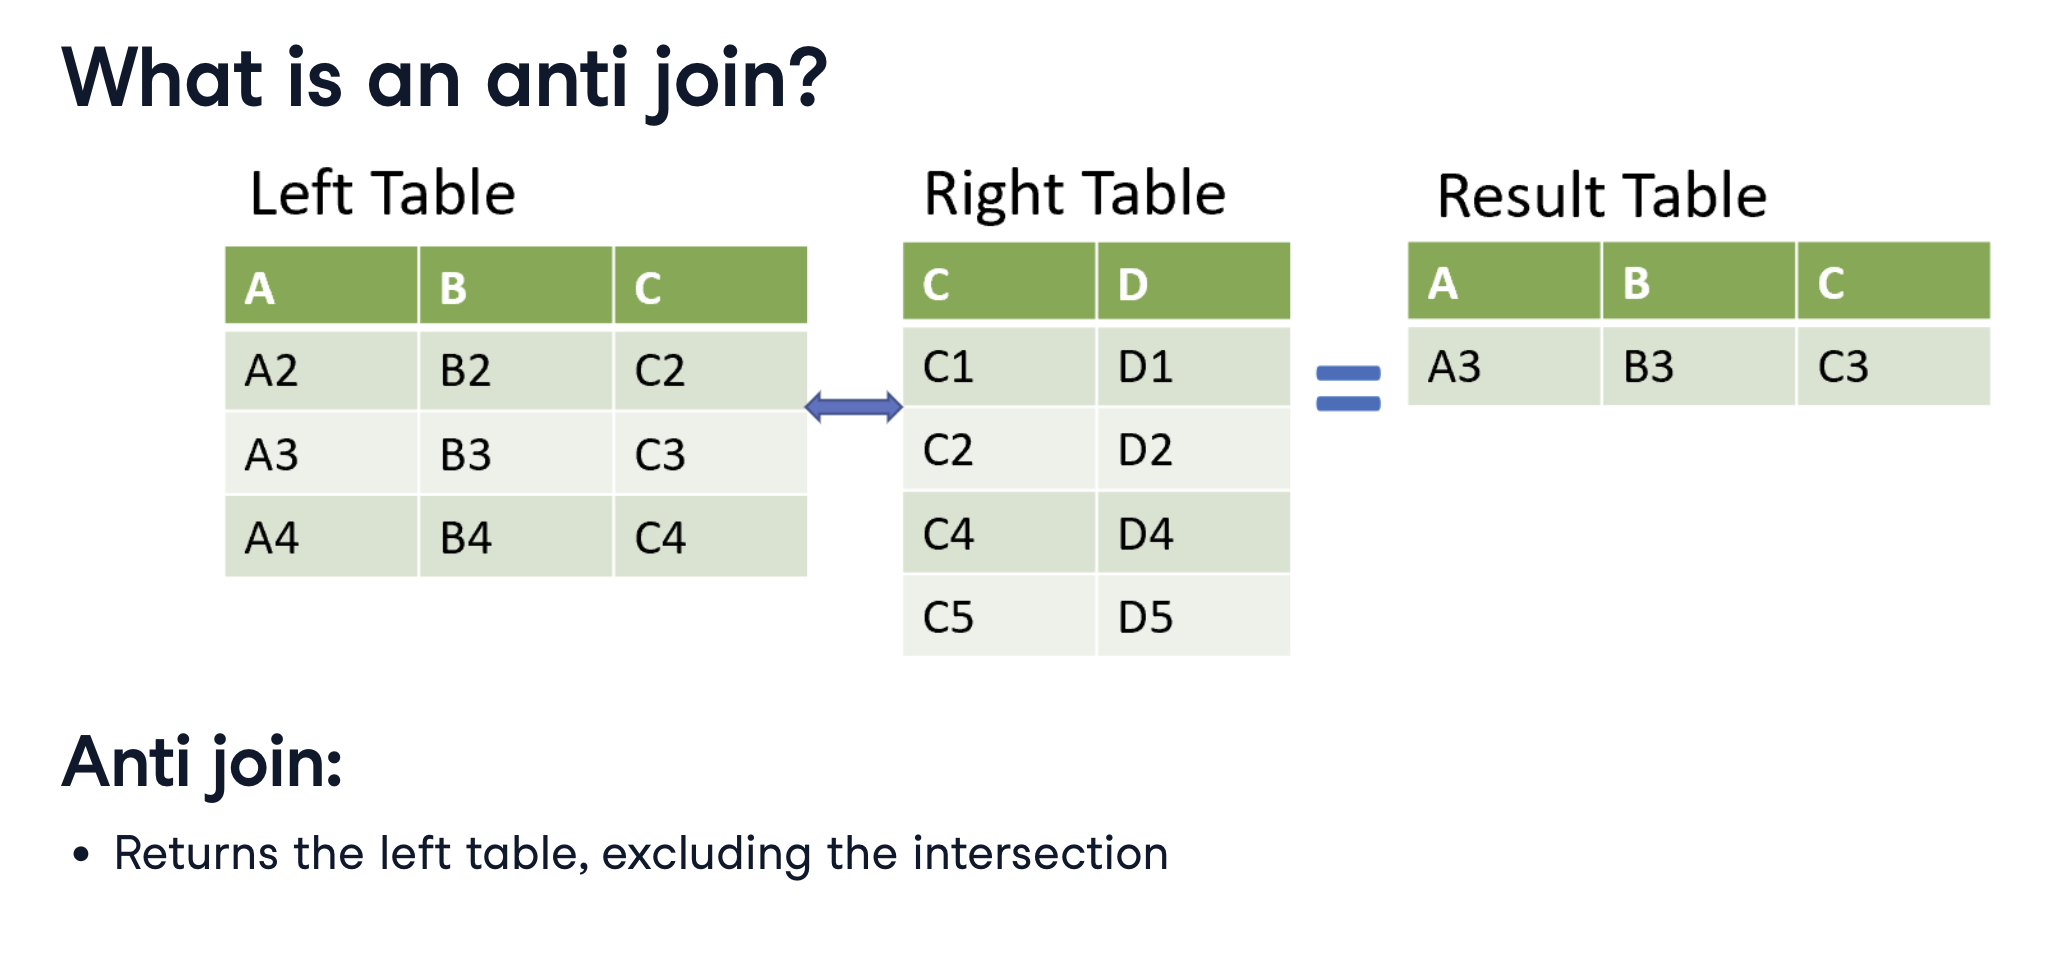 What is an anti join?
Left Table
A B C
A2 B2 C2
A3 B3 C3
A4 B4 C4
Right Table
C D
C1 D1
C2 D2
C4 D4
C5 D5
=
Result Table
A B C
A3 B3 C3
Anti join:
• Returns the left table, excluding the intersection